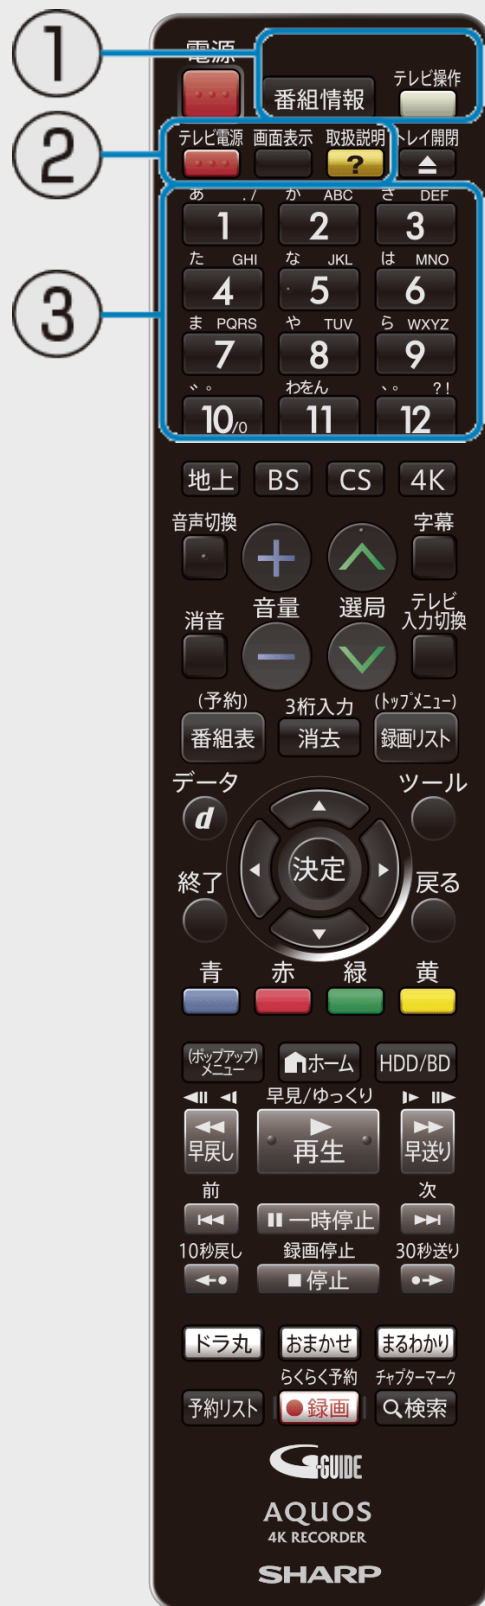 ①
電源
テレビ操作
番組情報
②
テレビ電源 画面表示 取扱説明 トレイ開閉
?
③
あ ./ か ABC さ DEF
1 2 3
た GHI な JKL は MNO
4 5 6
ま PQRS や TUV ら WXYZ
7 8 9
゛゜ わをん 、。 ?!
10/0 11 12
地上 BS CS 4K
音声切換 字幕
+
消音 音量 選局 テレビ
入力切換
−
(予約) 3桁入力 (トップメニュー)
番組表 消去 録画リスト
データ ツール
d
決定
終了 戻る
青 赤 緑 黄
(ポップアップ)
メニュー ホーム HDD/BD
早見/ゆっくり
早戻し 再生 早送り
前 次
一時停止
10秒戻し 録画停止 30秒送り
停止
ドラ丸 おまかせ まるわかり
らくらく予約 チャプターマーク
予約リスト 録画 検索
G-GUIDE
AQUOS
4K RECORDER
SHARP